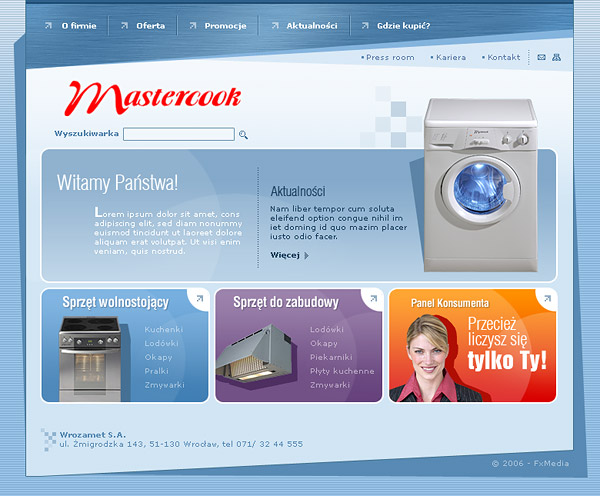 O firmie
Oferta
Promocje
Aktualności
Gdzie kupić?
Press room
Kariera
Kontakt
Mastercook
Wyszukiwarka
Witamy Państwa!
Lorem ipsum dolor sit amet, cons
adipiscing elit, sed diam nonummy
euismod tincidunt ut laoreet dolore
aliquam erat volutpat. Ut wisi enim
veniam, quis nostrud.
Aktualności
Nam liber tempor cum soluta
eleifend option congue nihil im
iet doming id quo mazim placer
iusto odio facer.
Więcej
Sprzęt wolnostojący
Kuchenki
Lodówki
Okapy
Pralki
Zmywarki
Sprzęt do zabudowy
Lodówki
Okapy
Piekarniki
Płyty kuchenne
Zmywarki
Panel Konsumenta
Przecież
liczysz się
tylko Ty!
Wrozamet S.A.
ul. Żmigrodzka 143, 51-130 Wrocław, tel 071/ 32 44 555
© 2006 - FxMedia